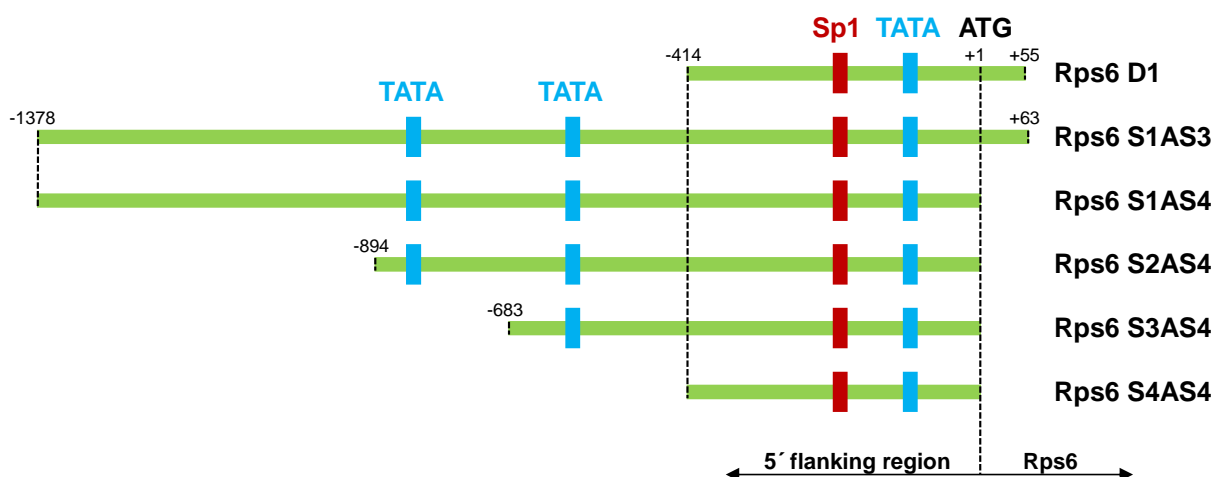 Sp1 TATA ATG
-414 +1 +55
Rps6 D1
TATA TATA
-1378 +63
Rps6 S1AS3
Rps6 S1AS4
-894
Rps6 S2AS4
-683
Rps6 S3AS4
Rps6 S4AS4
5´ flanking region Rps6